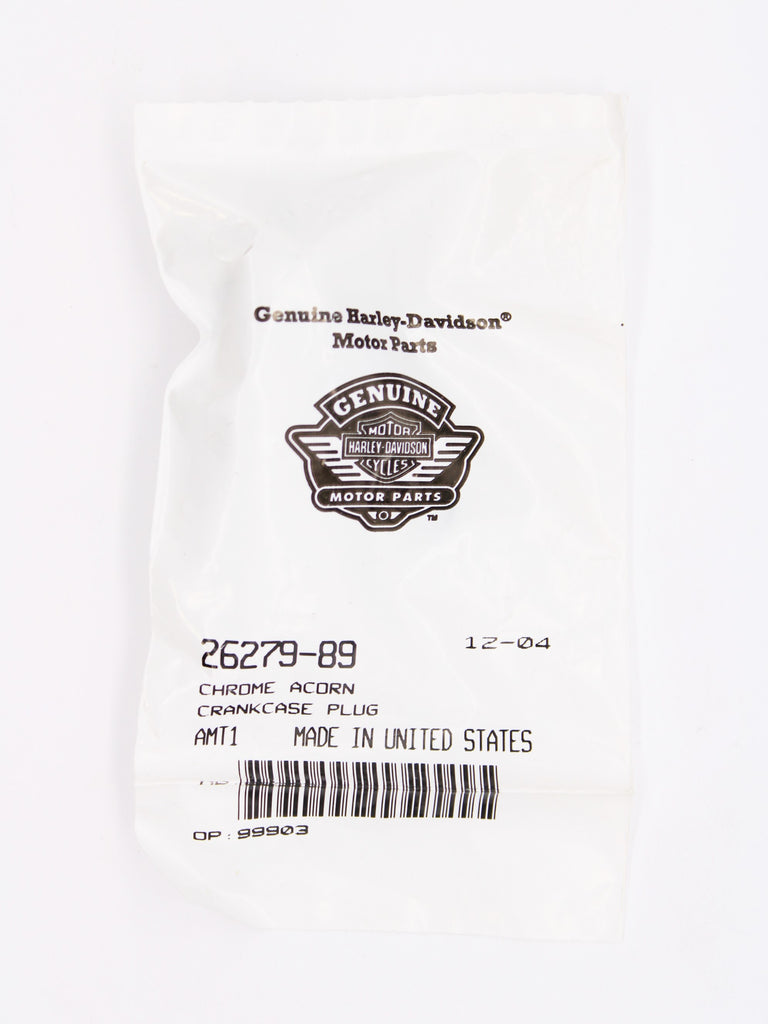 Genuine Harley-Davidson®
Motor Parts
GENUINE
MOTOR
HARLEY-DAVIDSON
CYCLES
MOTOR PARTS
TM
26279-89
12-04
CHROME ACORN
CRANKCASE PLUG
AMT1 MADE IN UNITED STATES
OP: 99903